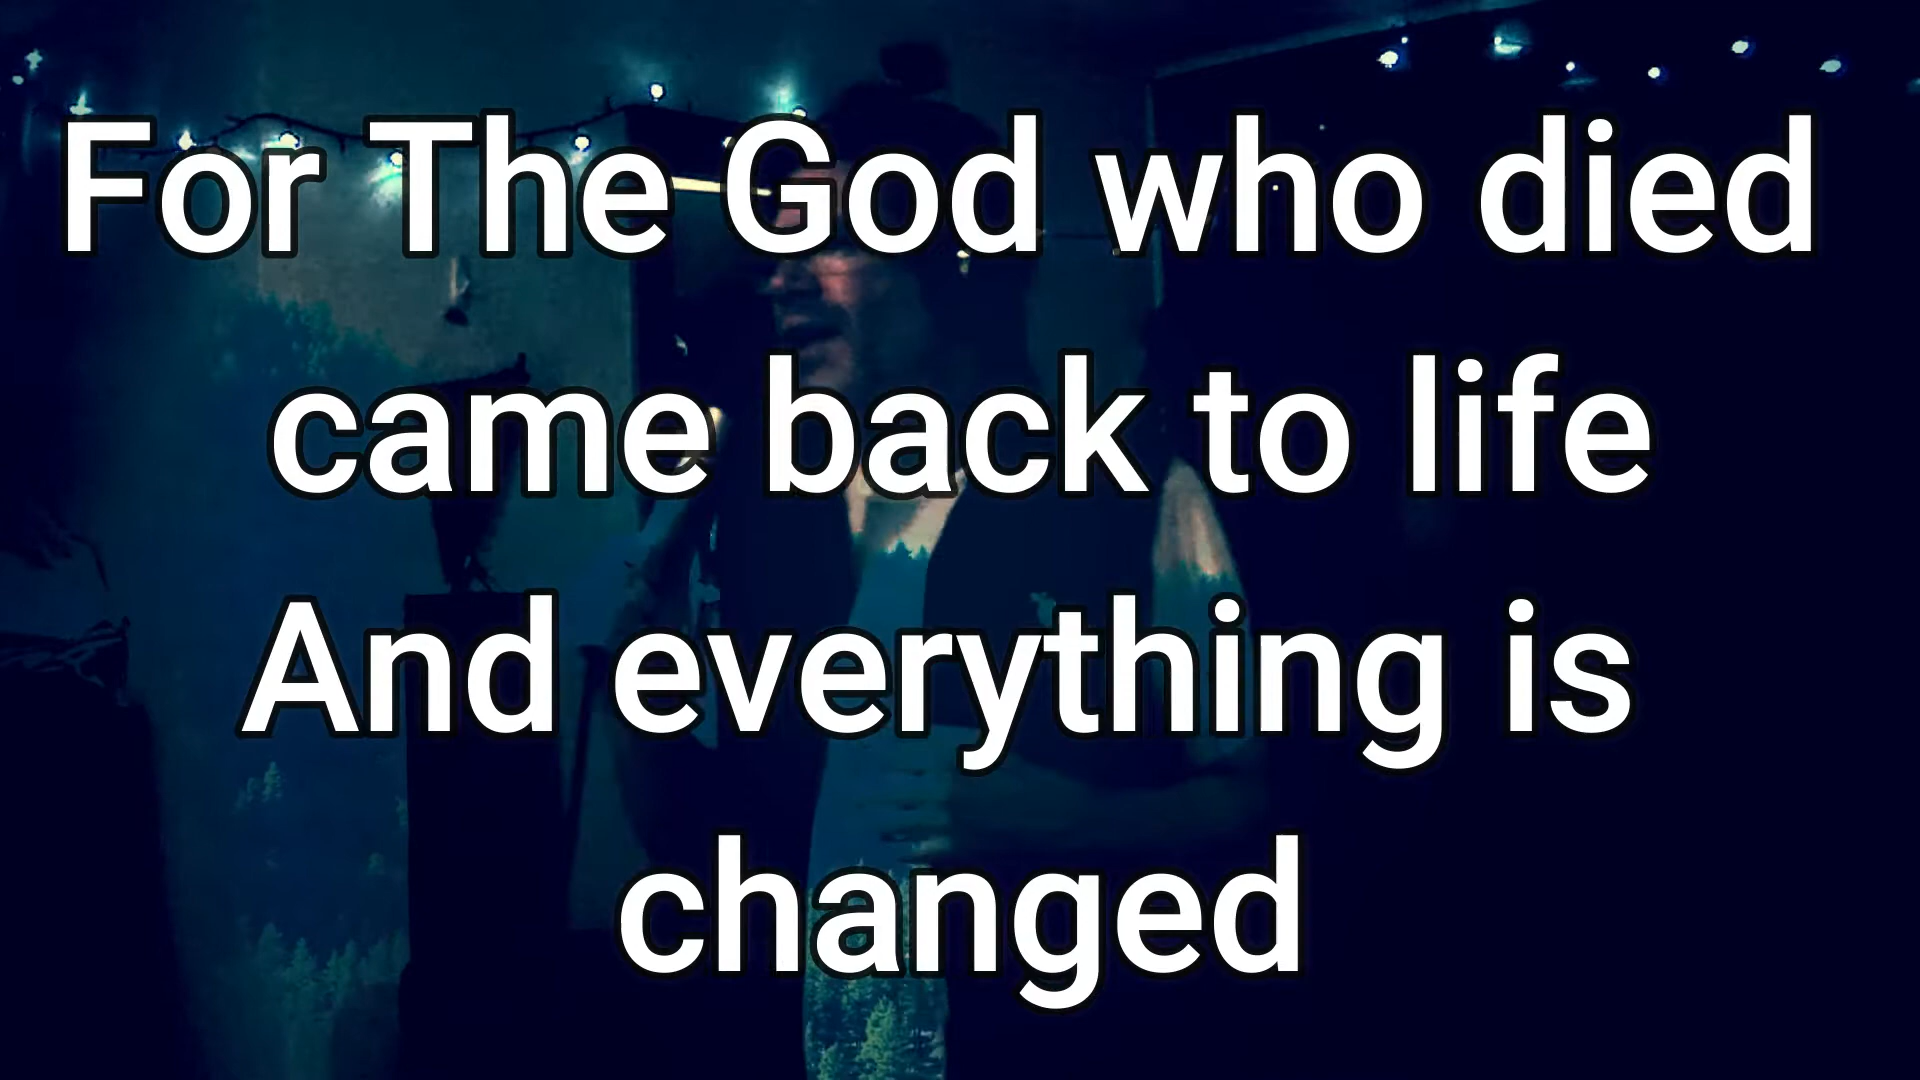 For The God who died
came back to life
And everything is
changed